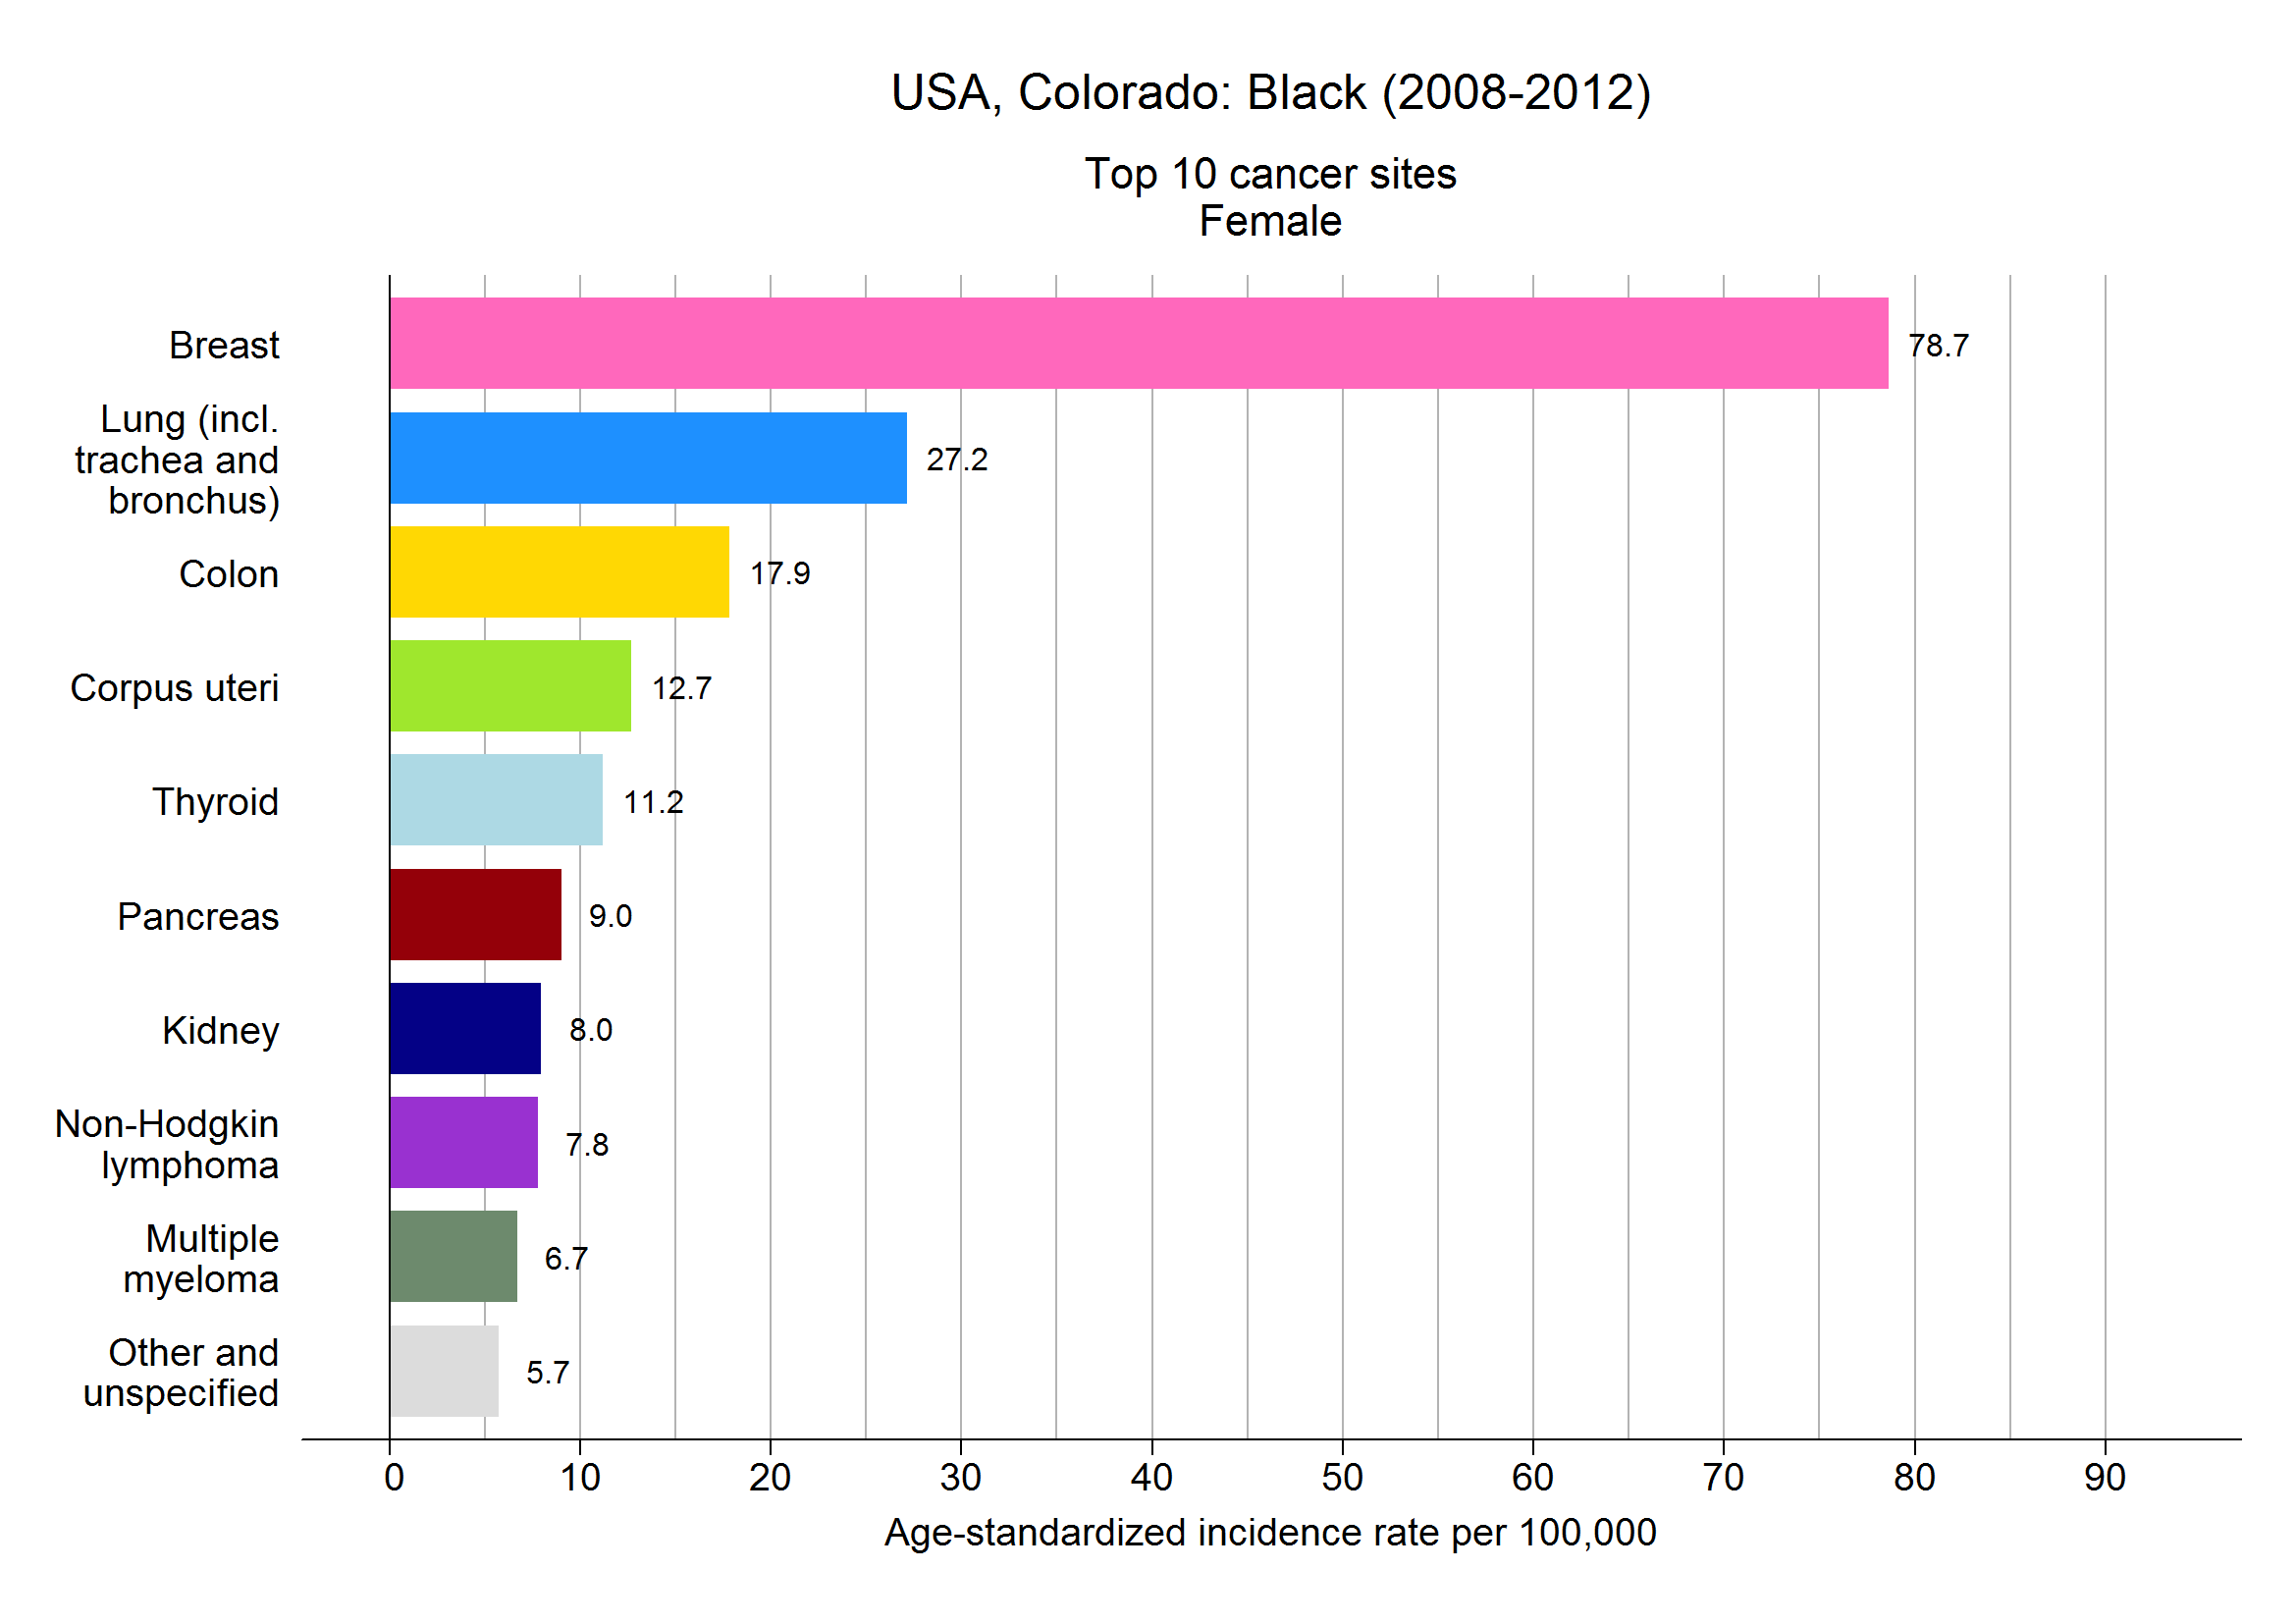 USA, Colorado: Black (2008-2012)
Top 10 cancer sites
Female
Breast
78.7
Lung (incl.
trachea and
bronchus)
27.2
Colon
17.9
Corpus uteri
12.7
Thyroid
11.2
Pancreas
9.0
Kidney
8.0
Non-Hodgkin
lymphoma
7.8
Multiple
myeloma
6.7
Other and
unspecified
5.7
0 10 20 30 40 50 60 70 80 90
Age-standardized incidence rate per 100,000